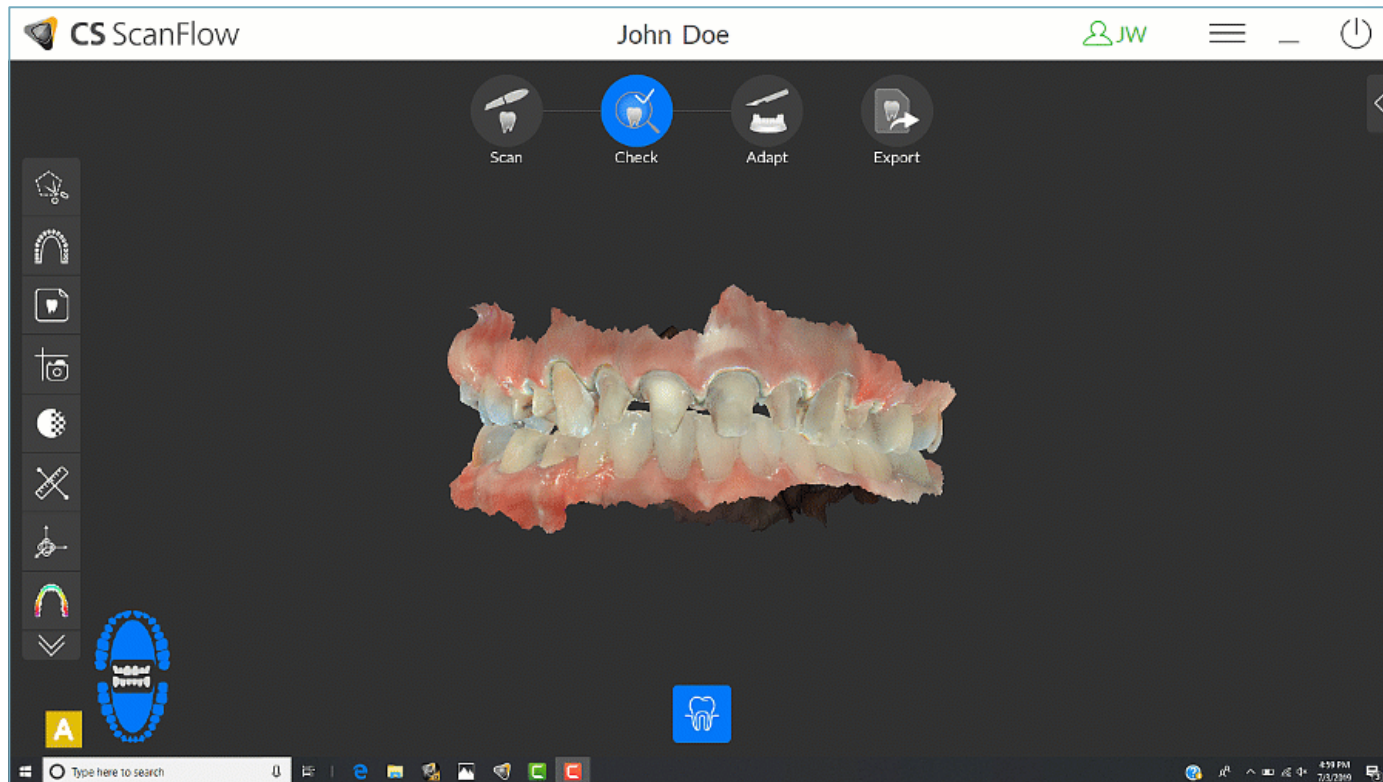 CS ScanFlow
John Doe
JW
Scan
Check
Adapt
Export
A
Type here to search
4:59 PM
7/3/2019